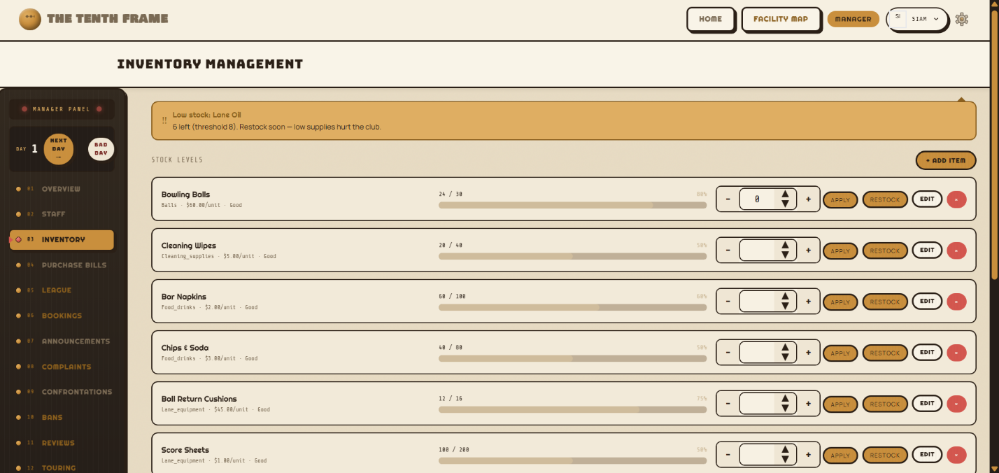 THE TENTH FRAME
HOME
FACILITY MAP
MANAGER
SI
SIAM
INVENTORY MANAGEMENT
MANAGER PANEL
DAY 1
NEXT
DAY
→
BAD
DAY
01 OVERVIEW
02 STAFF
03 INVENTORY
04 PURCHASE BILLS
05 LEAGUE
06 BOOKINGS
07 ANNOUNCEMENTS
08 COMPLAINTS
09 CONFRONTATIONS
10 BANS
11 REVIEWS
12 TOURING
!! Low stock: Lane Oil
6 left (threshold 8). Restock soon — low supplies hurt the club.
STOCK LEVELS
+ ADD ITEM
Bowling Balls
Balls · $60.00/unit · Good
24 / 30
80%
- 0 +
APPLY
RESTOCK
EDIT
×
Cleaning Wipes
Cleaning_supplies · $5.00/unit · Good
20 / 40
50%
- +
APPLY
RESTOCK
EDIT
×
Bar Napkins
Food_drinks · $2.00/unit · Good
60 / 100
60%
- +
APPLY
RESTOCK
EDIT
×
Chips & Soda
Food_drinks · $3.00/unit · Good
40 / 80
50%
- +
APPLY
RESTOCK
EDIT
×
Ball Return Cushions
Lane_equipment · $45.00/unit · Good
12 / 16
75%
- +
APPLY
RESTOCK
EDIT
×
Score Sheets
Lane_equipment · $1.00/unit · Good
100 / 200
50%
- +
APPLY
RESTOCK
EDIT
×